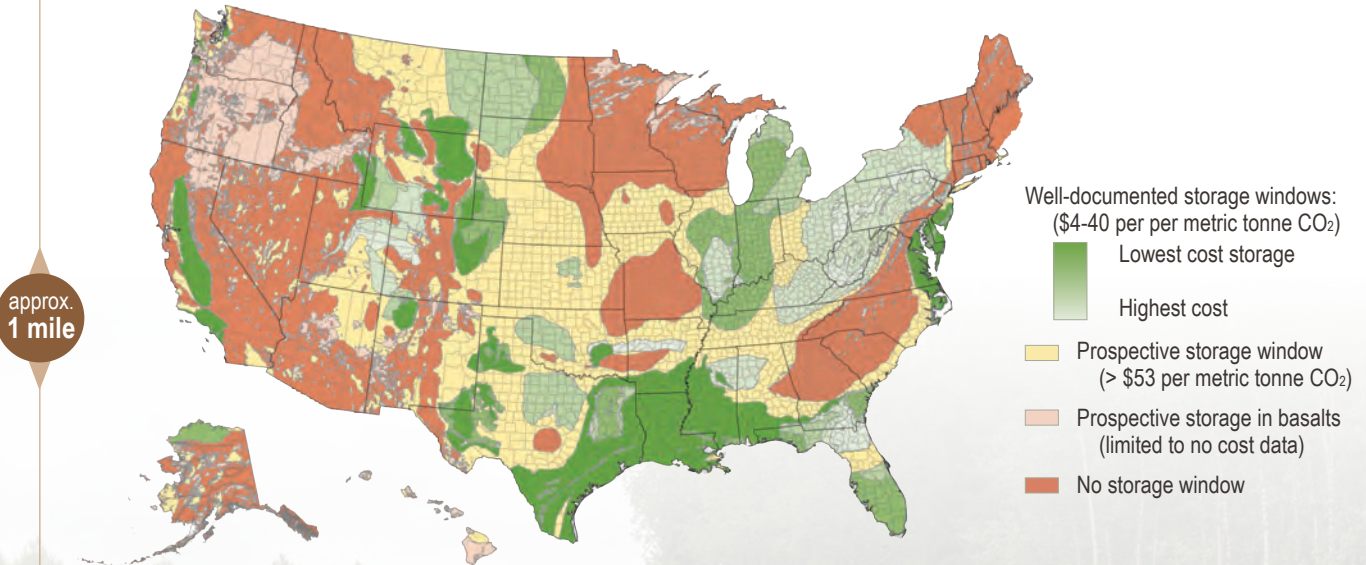 approx.
1 mile
Well-documented storage windows:
($4-40 per per metric tonne CO₂)
Lowest cost storage
Highest cost
Prospective storage window
(> $53 per metric tonne CO₂)
Prospective storage in basalts
(limited to no cost data)
No storage window